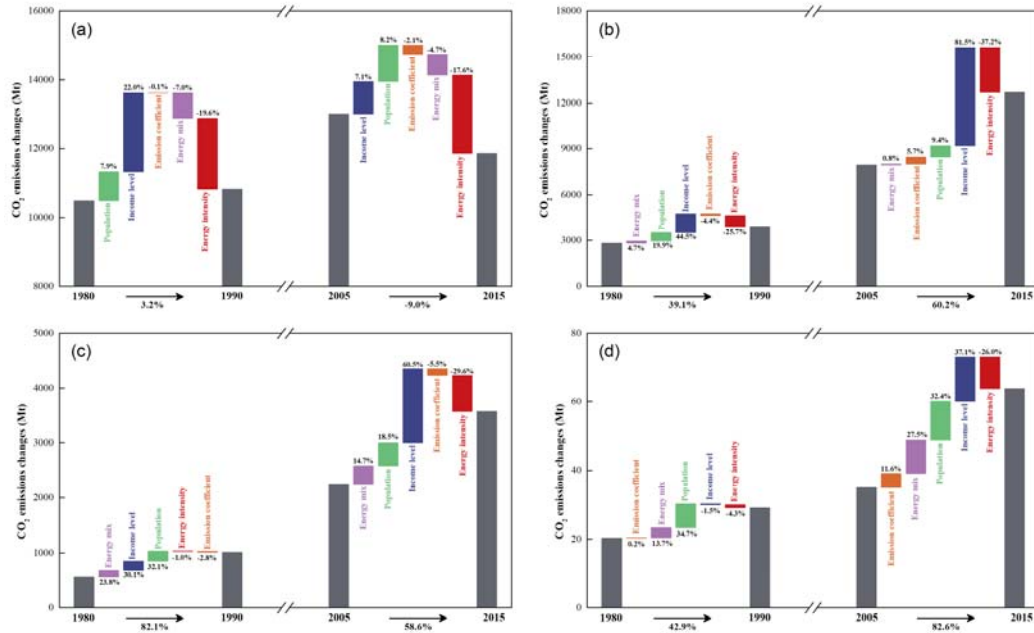 (a)
CO2 emissions changes (Mt)
16000
14000
12000
10000
8000
7.9%
Population
22.0%
Income level
-0.1%
Emission coefficient
-7.0%
Energy mix
-19.6%
Energy intensity
7.1%
Income level
8.2%
Population
-2.1%
Emission coefficient
-4.7%
Energy mix
-17.6%
Energy intensity
1980 1990 2005 2015
3.2% -9.0%
(b)
CO2 emissions changes (Mt)
18000
15000
12000
9000
6000
3000
0
Energy mix
4.7%
Population
19.9%
Income level
44.5%
Emission coefficient
-4.4%
Energy intensity
-25.7%
0.8%
Energy mix
5.7%
Emission coefficient
9.4%
Population
81.5%
Income level
-37.2%
Energy intensity
1980 1990 2005 2015
39.1% 60.2%
(c)
CO2 emissions changes (Mt)
5000
4000
3000
2000
1000
0
Energy mix
23.8%
Income level
30.1%
Population
32.1%
Energy intensity
-1.0%
Emission coefficient
-2.8%
14.7%
Energy mix
18.5%
Population
60.5%
Income level
-5.5%
Emission coefficient
-29.6%
Energy intensity
1980 1990 2005 2015
82.1% 58.6%
(d)
CO2 emissions changes (Mt)
80
60
40
20
0
Emission coefficient
0.2%
Energy mix
13.7%
Population
34.7%
Income level
-1.5%
Energy intensity
-4.3%
11.6%
Emission coefficient
27.5%
Energy mix
32.4%
Population
37.1%
Income level
-26.0%
Energy intensity
1980 1990 2005 2015
42.9% 82.6%